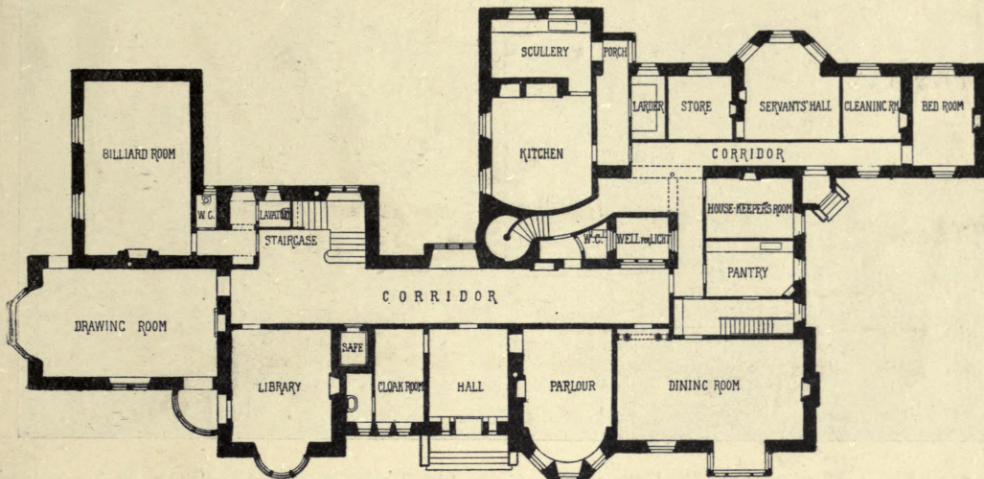 SCULLERY
PORCH
LARDER
STORE
SERVANTS' HALL
CLEANING RM
BED ROOM
BILLIARD ROOM
KITCHEN
CORRIDOR
W.C.
LAVATORY
HOUSE-KEEPER'S ROOM
STAIRCASE
W.C.
WELL FOR LIGHT
PANTRY
CORRIDOR
DRAWING ROOM
SAFE
LIBRARY
CLOAK ROOM
HALL
PARLOUR
DINING ROOM